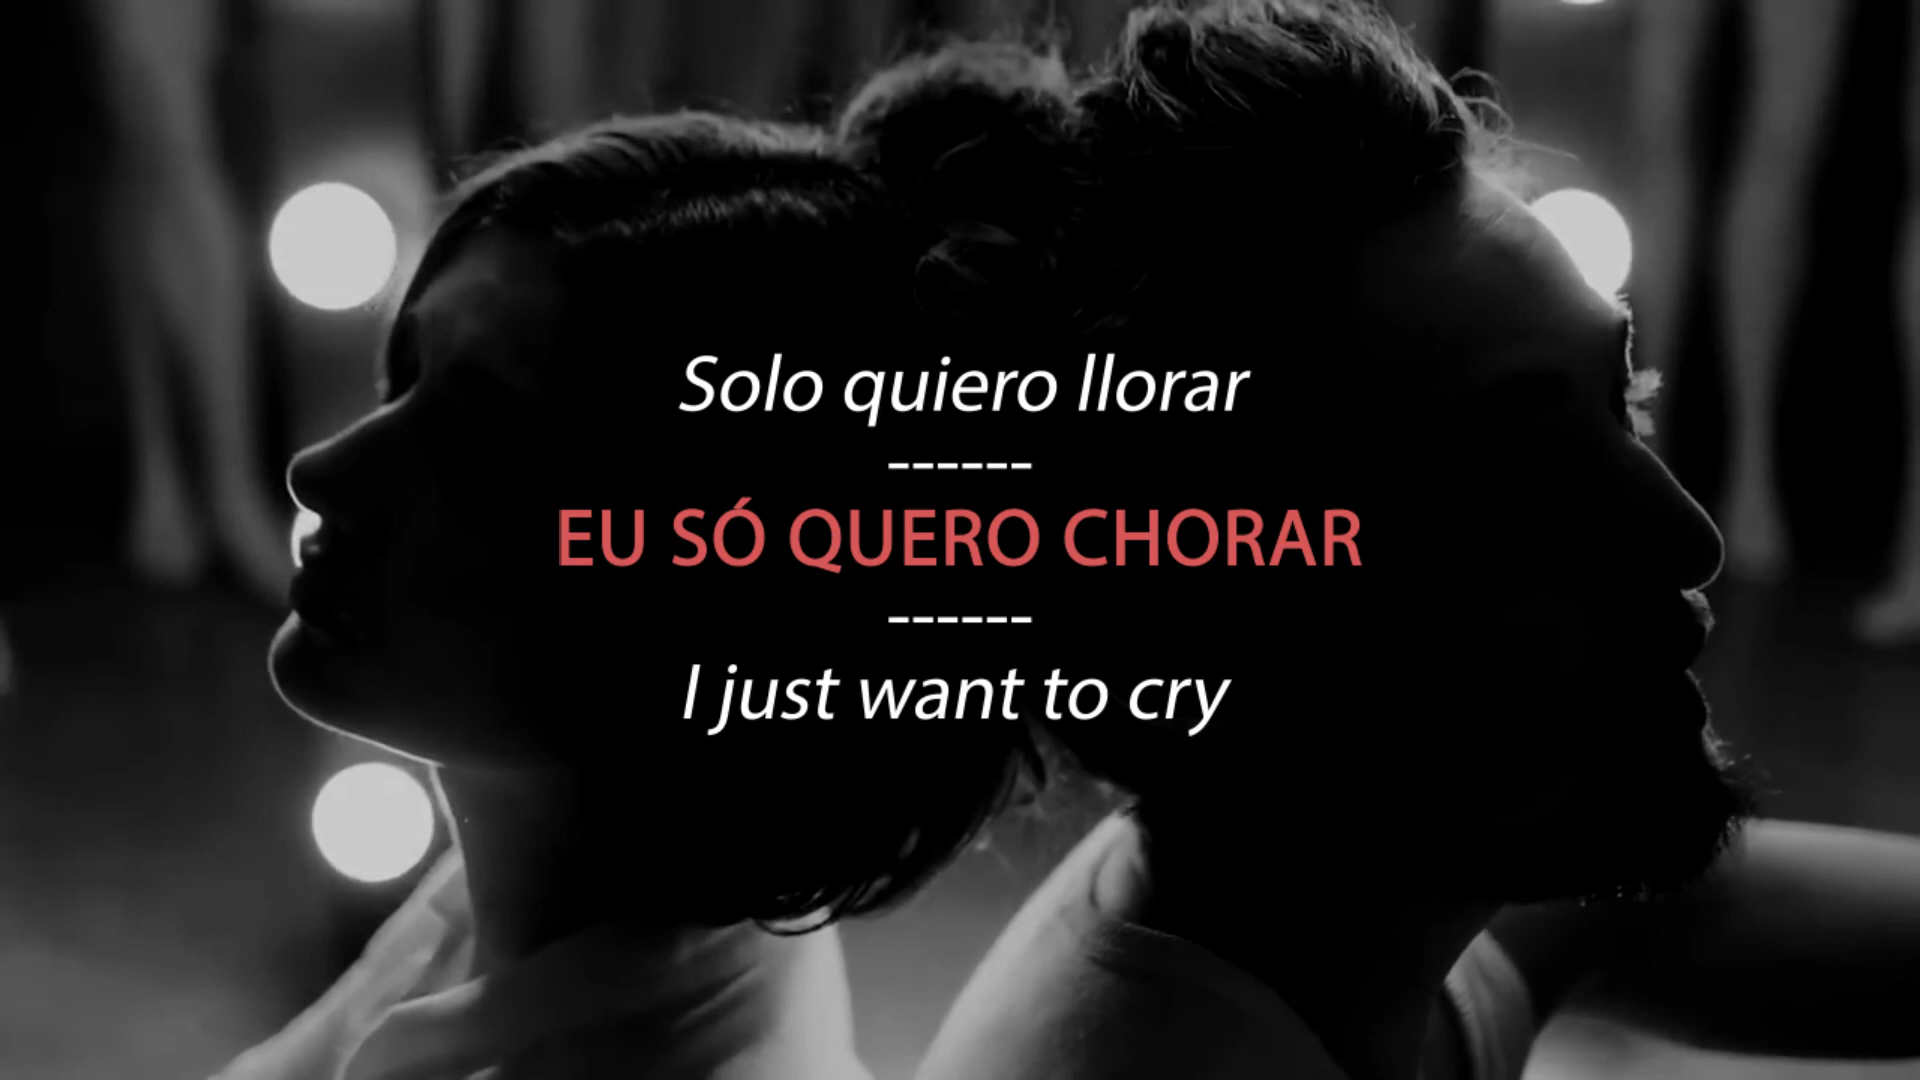 Solo quiero llorar
------
EU SÓ QUERO CHORAR
------
I just want to cry